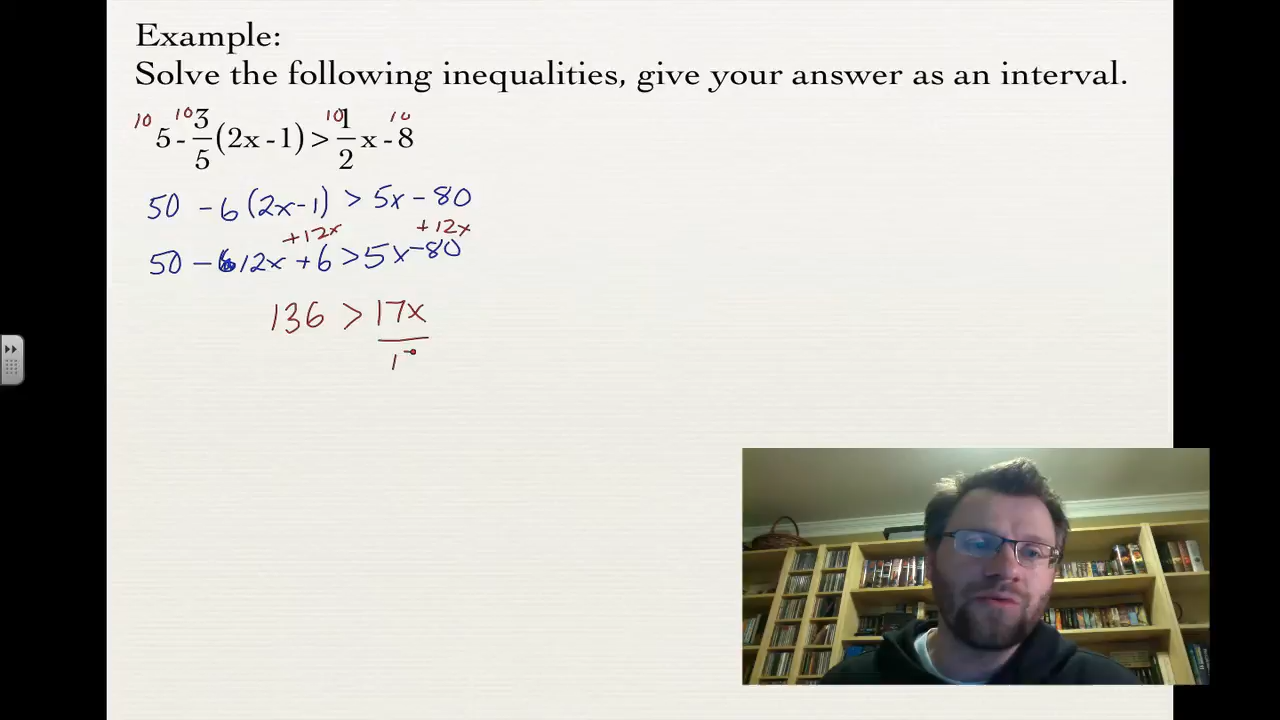 Example:
Solve the following inequalities, give your answer as an interval.
10 10 10 10
5 - 3/5 (2x - 1) > 1/2 x - 8
50 - 6(2x - 1) > 5x - 80
+12x +12x
50 - 12x + 6 > 5x - 80
136 > 17x
1